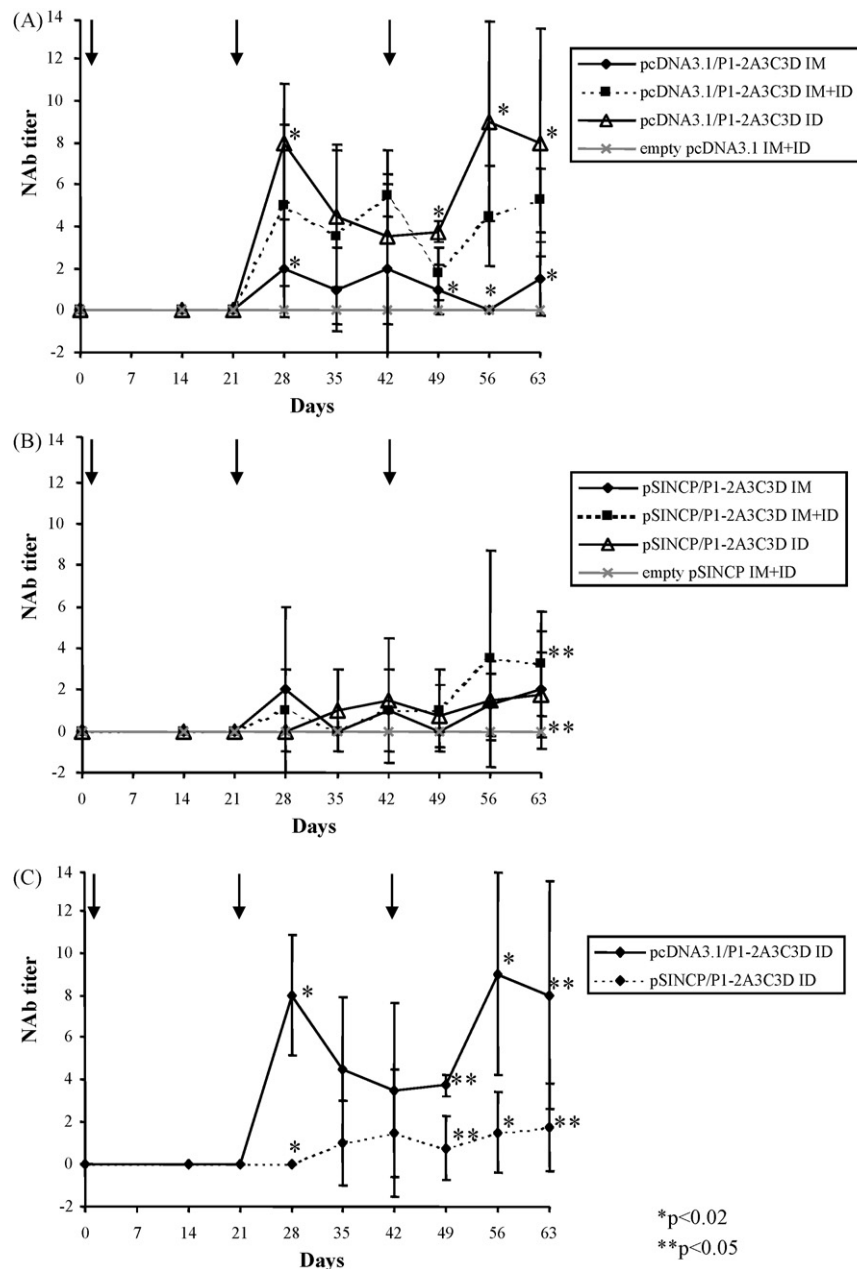 (A)
14
12
10
8
6
4
2
0
-2
NAb titer
* * * * * * * *
0 7 14 21 28 35 42 49 56 63
Days
pcDNA3.1/P1-2A3C3D IM
pcDNA3.1/P1-2A3C3D IM+ID
pcDNA3.1/P1-2A3C3D ID
empty pcDNA3.1 IM+ID
(B)
14
12
10
8
6
4
2
0
-2
NAb titer
**
**
0 7 14 21 28 35 42 49 56 63
Days
pSINCP/P1-2A3C3D IM
pSINCP/P1-2A3C3D IM+ID
pSINCP/P1-2A3C3D ID
empty pSINCP IM+ID
(C)
14
12
10
8
6
4
2
0
-2
NAb titer
* ** * **
* ** * **
0 7 14 21 28 35 42 49 56 63
Days
pcDNA3.1/P1-2A3C3D ID
pSINCP/P1-2A3C3D ID
*p<0.02
**p<0.05